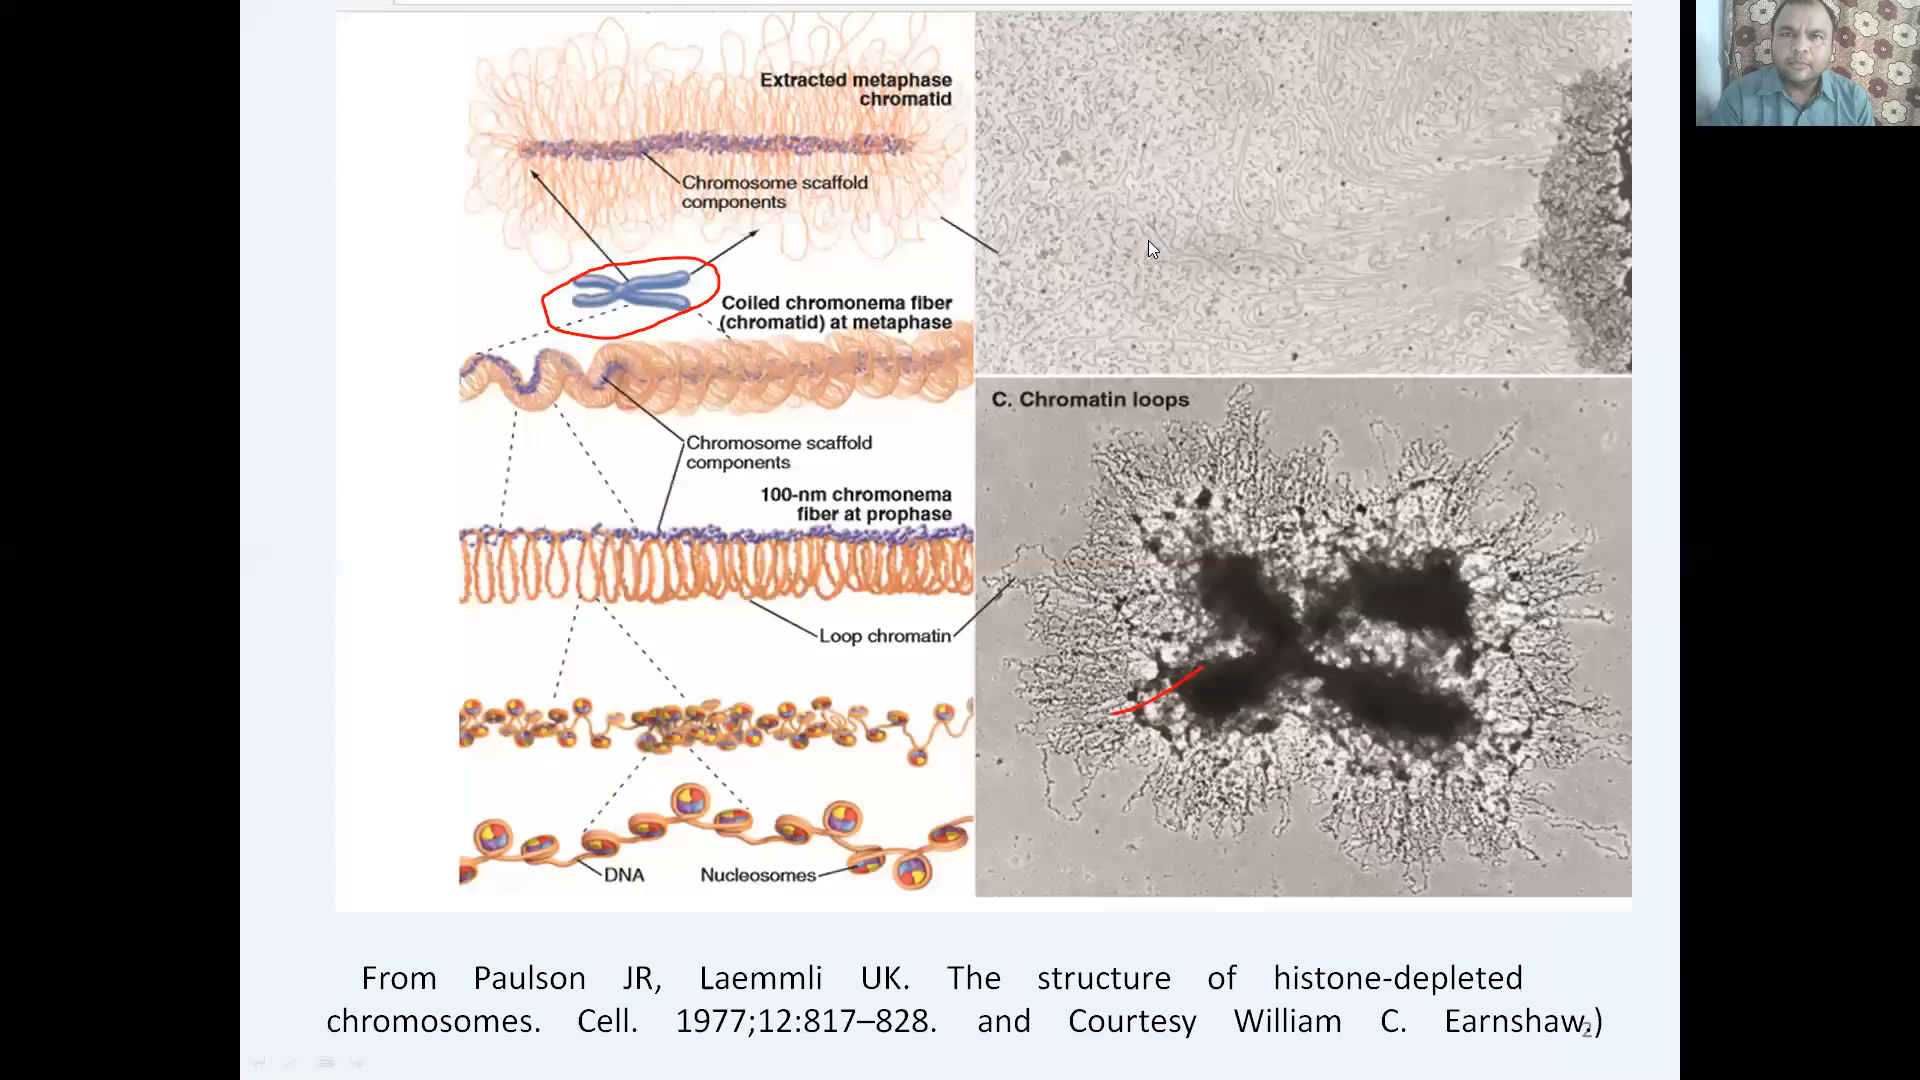 Extracted metaphase
chromatid
Chromosome scaffold
components
Coiled chromonema fiber
(chromatid) at metaphase
Chromosome scaffold
components
100-nm chromonema
fiber at prophase
Loop chromatin
DNA
Nucleosomes
C. Chromatin loops
From Paulson JR, Laemmli UK. The structure of histone-depleted
chromosomes. Cell. 1977;12:817–828. and Courtesy William C. Earnshaw.)
2